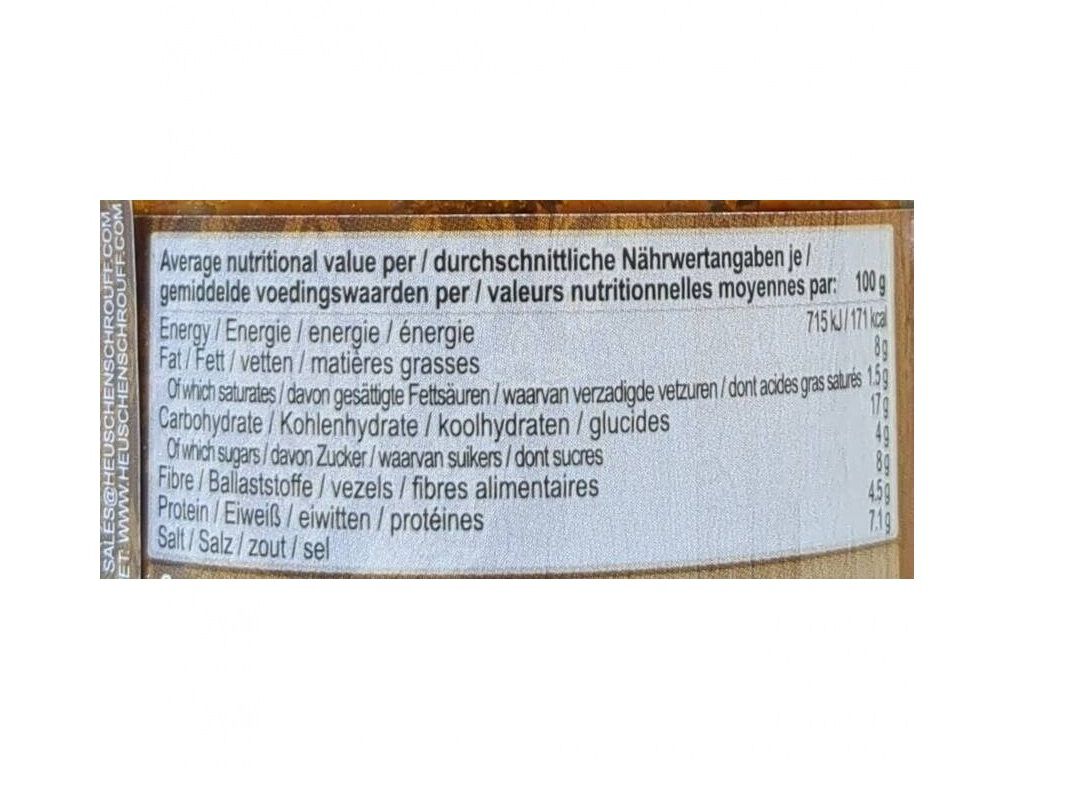 SALES@HEUSCHENSCHROUFF.COM,
ET: WWW.HEUSCHENSCHROUFF.COM
Average nutritional value per / durchschnittliche Nährwertangaben je /
gemiddelde voedingswaarden per / valeurs nutritionnelles moyennes par: 100 g
Energy / Energie / energie / énergie 715 kJ / 171 kcal
Fat / Fett / vetten / matières grasses 8 g
Of which saturates / davon gesättigte Fettsäuren / waarvan verzadigde vetzuren / dont acides gras saturés 1.5 g
Carbohydrate / Kohlenhydrate / koolhydraten / glucides 17 g
Of which sugars / davon Zucker / waarvan suikers / dont sucres 4 g
Fibre / Ballaststoffe / vezels / fibres alimentaires 8 g
Protein / Eiweiß / eiwitten / protéines 4.5 g
Salt / Salz / zout / sel 7.1 g